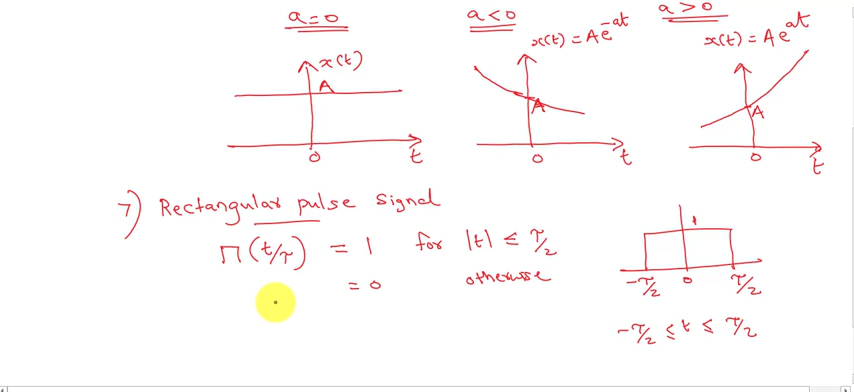 a=0 a<0 a>0
x(t)=Ae^-at x(t)=Ae^at
x(t)
A A A
0 t 0 t 0 t
7) Rectangular pulse signal
Π(t/τ) = 1 for |t| ≤ τ/2
= 0 otherwise
1
-τ/2 0 τ/2
-τ/2 ≤ t ≤ τ/2